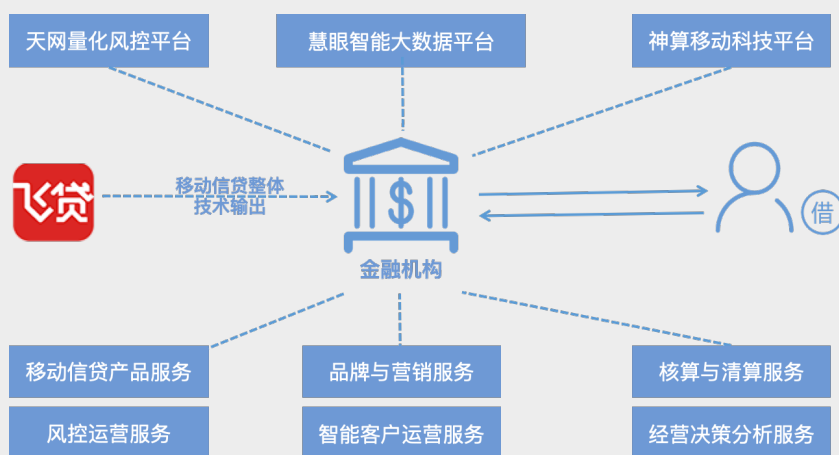 天网量化风控平台
慧眼智能大数据平台
神算移动科技平台
飞贷
移动信贷整体
技术输出
$
借
金融机构
移动信贷产品服务
品牌与营销服务
核算与清算服务
风控运营服务
智能客户运营服务
经营决策分析服务